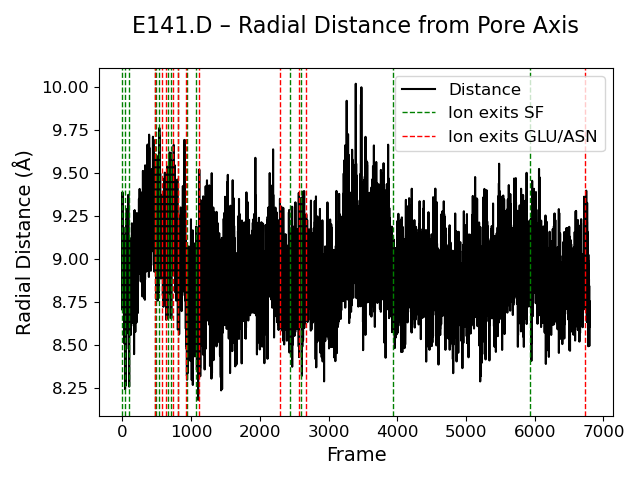 E141.D – Radial Distance from Pore Axis
Radial Distance (Å)
10.00
9.75
9.50
9.25
9.00
8.75
8.50
8.25
Distance
Ion exits SF
Ion exits GLU/ASN
0 1000 2000 3000 4000 5000 6000 7000
Frame